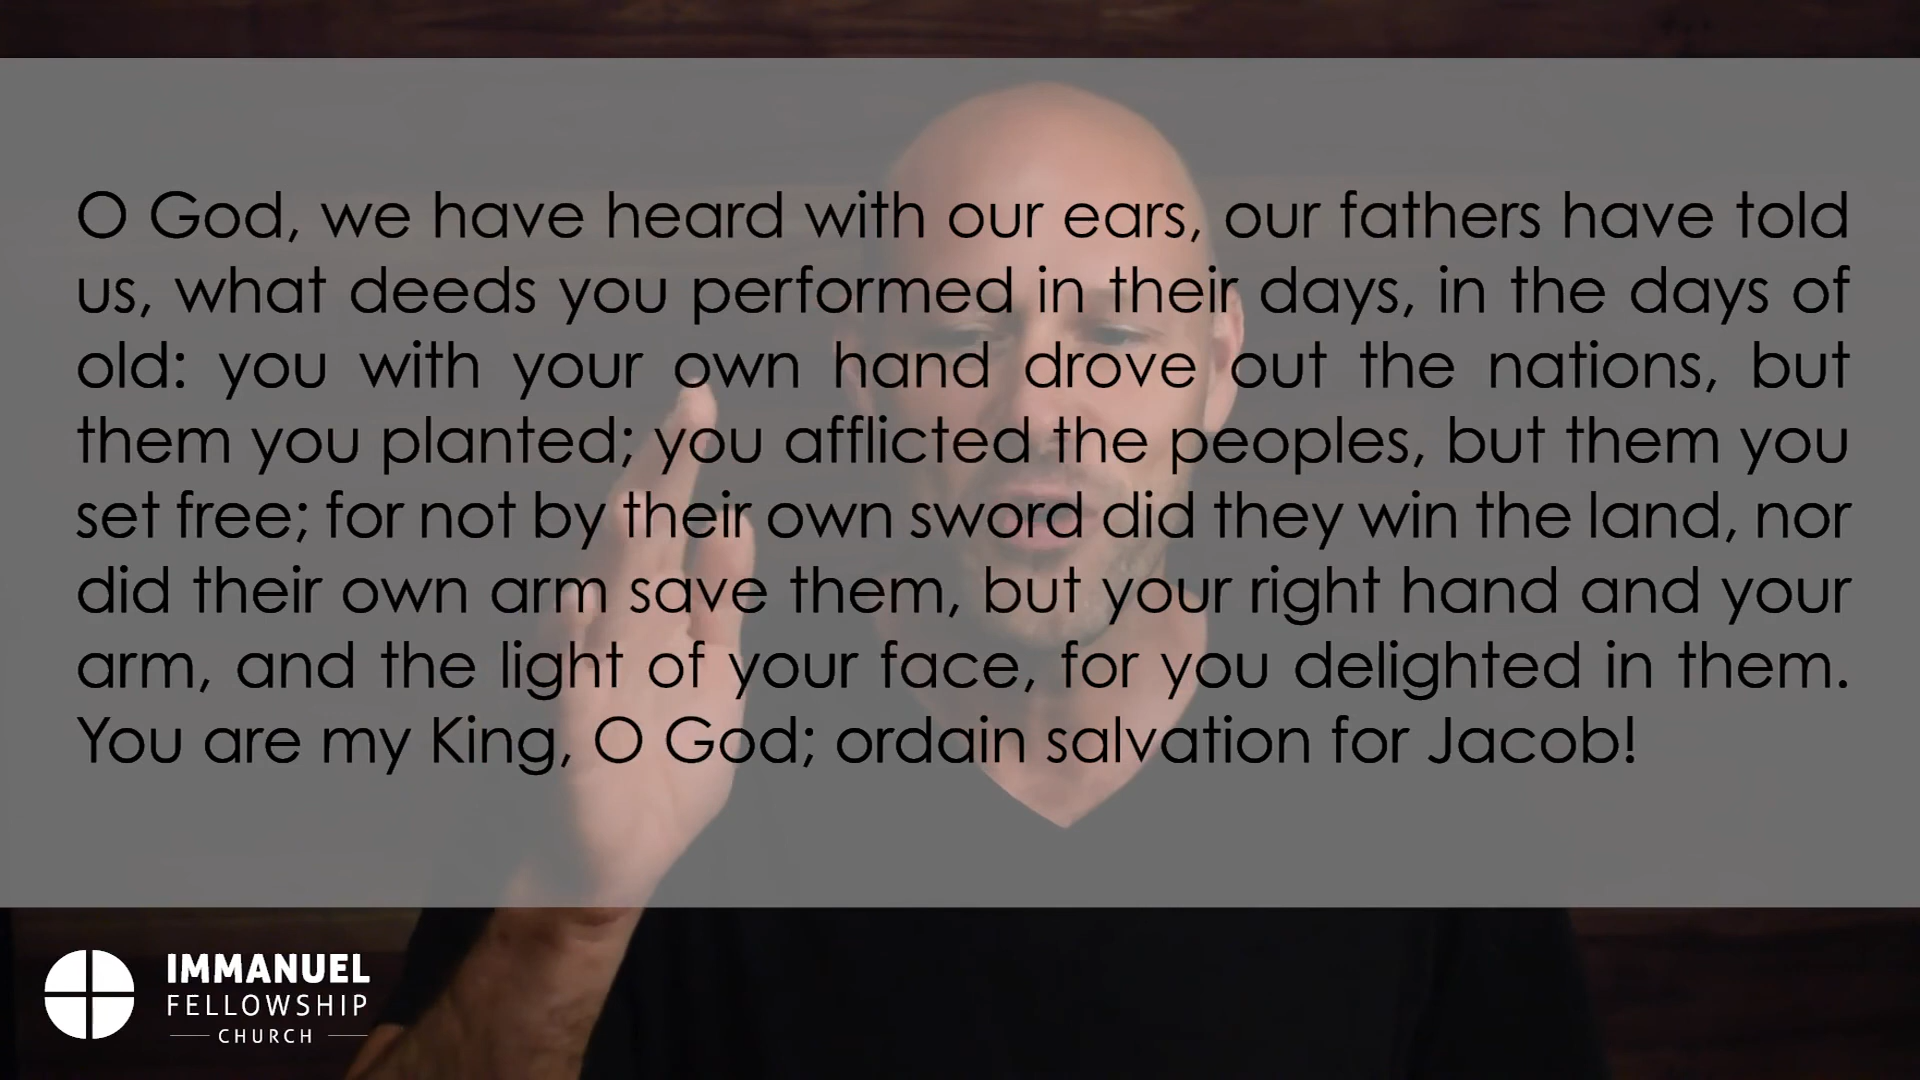 O God, we have heard with our ears, our fathers have told
us, what deeds you performed in their days, in the days of
old: you with your own hand drove out the nations, but
them you planted; you afflicted the peoples, but them you
set free; for not by their own sword did they win the land, nor
did their own arm save them, but your right hand and your
arm, and the light of your face, for you delighted in them.
You are my King, O God; ordain salvation for Jacob!
IMMANUEL
FELLOWSHIP
CHURCH